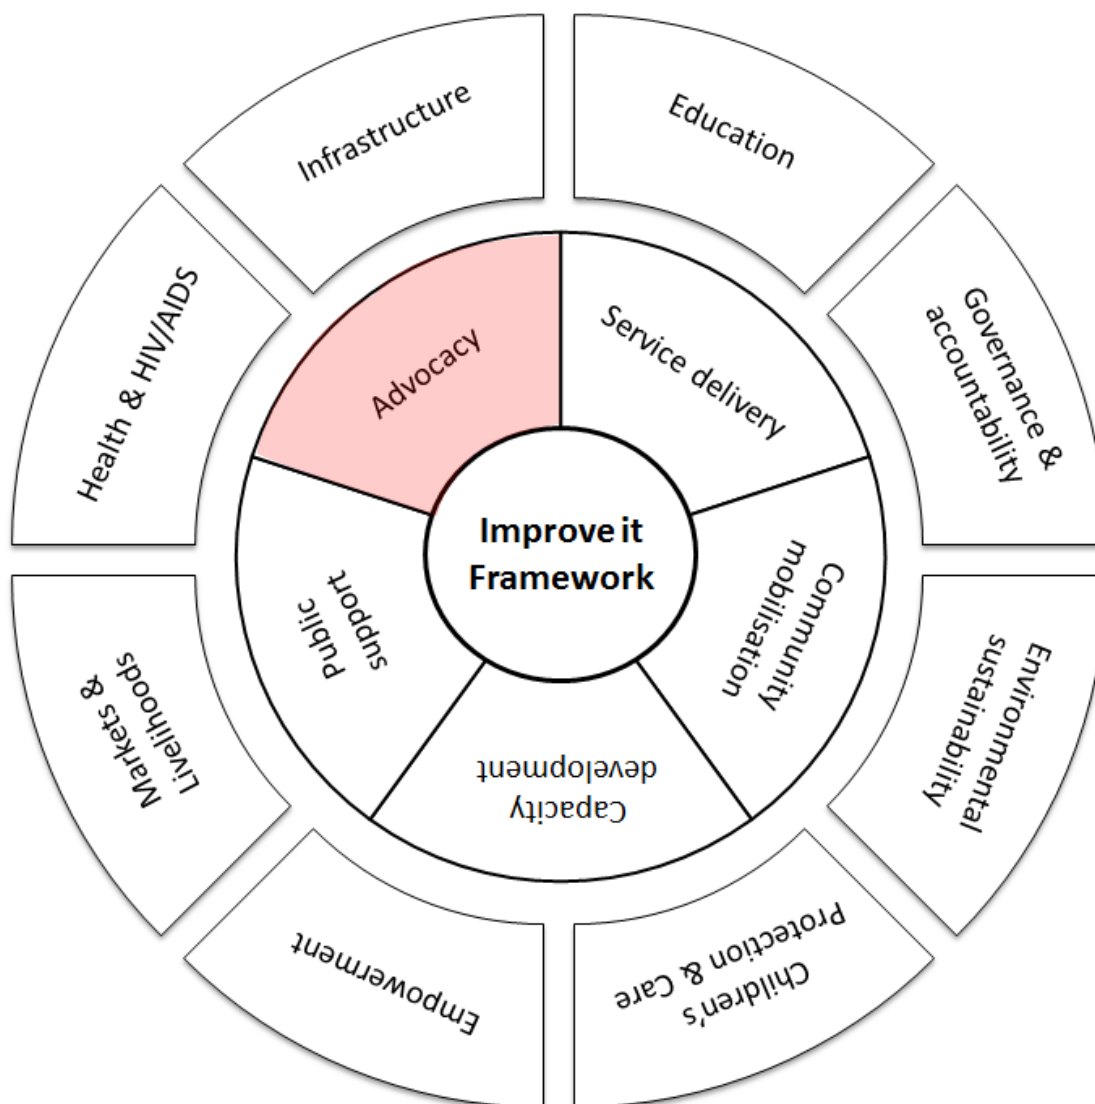 Infrastructure
Education
Governance &
accountability
Environmental
sustainability
Children's
Protection & Care
Empowerment
Markets &
Livelihoods
Health & HIV/AIDS
Advocacy
Service delivery
Community
mobilisation
Capacity
development
Public
support
Improve it
Framework